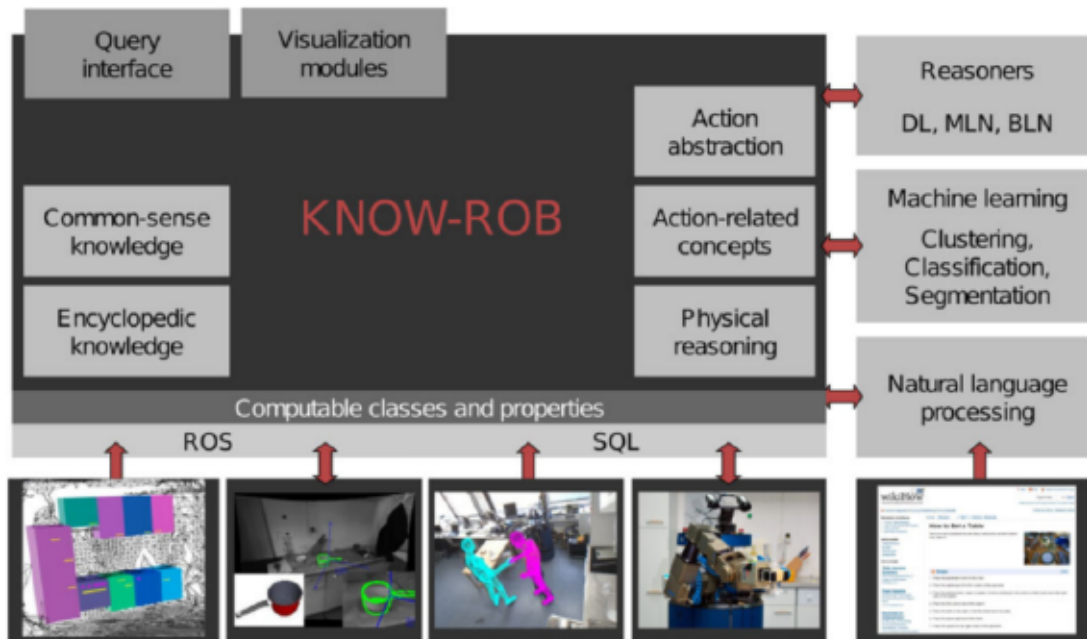 Query
interface
Visualization
modules
Reasoners
DL, MLN, BLN
Action
abstraction
Common-sense
knowledge
KNOW-ROB
Action-related
concepts
Machine learning
Clustering,
Classification,
Segmentation
Encyclopedic
knowledge
Physical
reasoning
Natural language
processing
Computable classes and properties
ROS
SQL
wikiHow
How to Set a Table